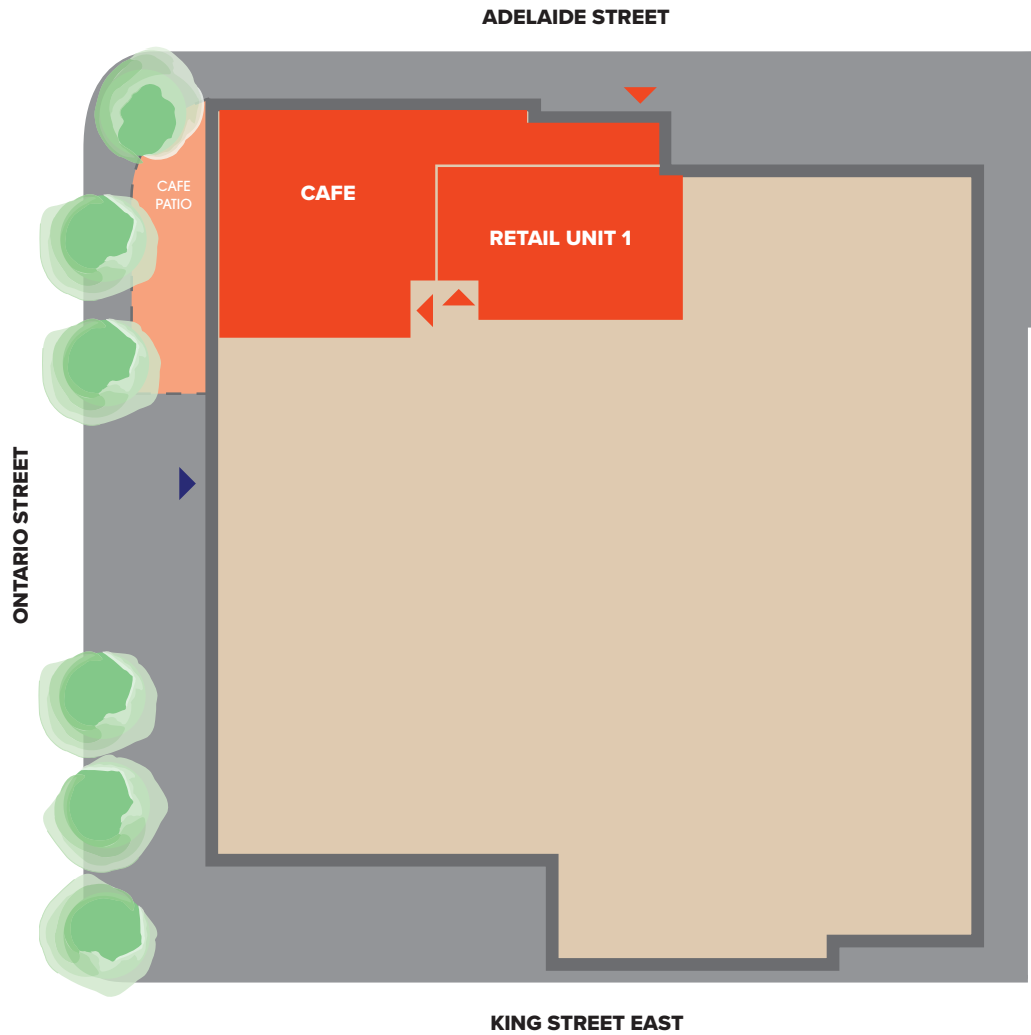 ADELAIDE STREET
CAFE
PATIO
CAFE
RETAIL UNIT 1
ONTARIO STREET
KING STREET EAST